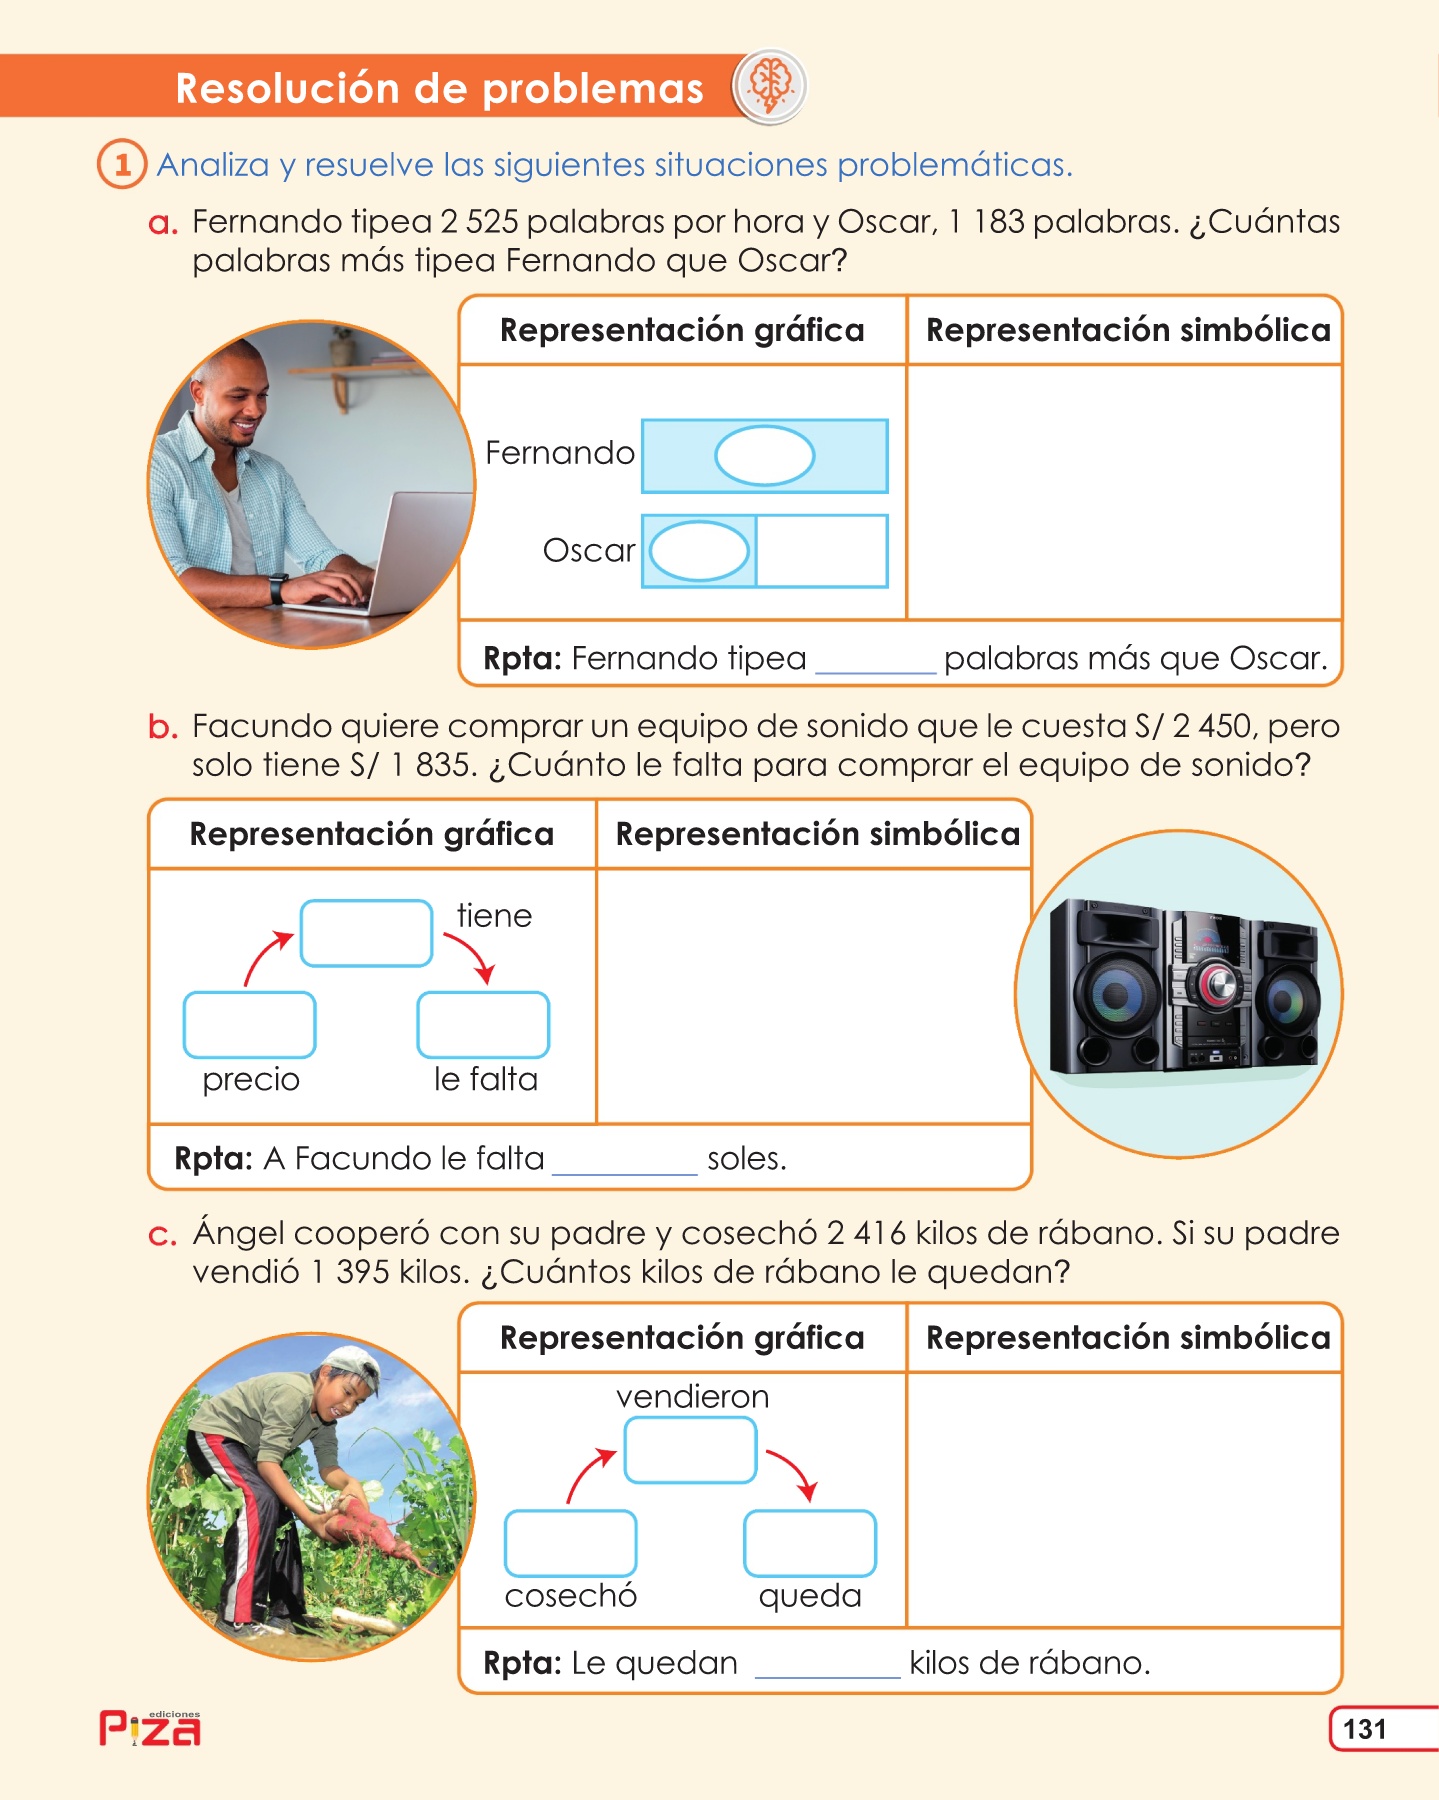 Resolución de problemas
1 Analiza y resuelve las siguientes situaciones problemáticas.
a. Fernando tipea 2 525 palabras por hora y Oscar, 1 183 palabras. ¿Cuántas
palabras más tipea Fernando que Oscar?
Representación gráfica Representación simbólica
Fernando
Oscar
Rpta: Fernando tipea ________ palabras más que Oscar.
b. Facundo quiere comprar un equipo de sonido que le cuesta S/ 2 450, pero
solo tiene S/ 1 835. ¿Cuánto le falta para comprar el equipo de sonido?
Representación gráfica Representación simbólica
tiene
precio le falta
Rpta: A Facundo le falta ________ soles.
c. Ángel cooperó con su padre y cosechó 2 416 kilos de rábano. Si su padre
vendió 1 395 kilos. ¿Cuántos kilos de rábano le quedan?
Representación gráfica Representación simbólica
vendieron
cosechó queda
Rpta: Le quedan ________ kilos de rábano.
ediciones
Piza
131